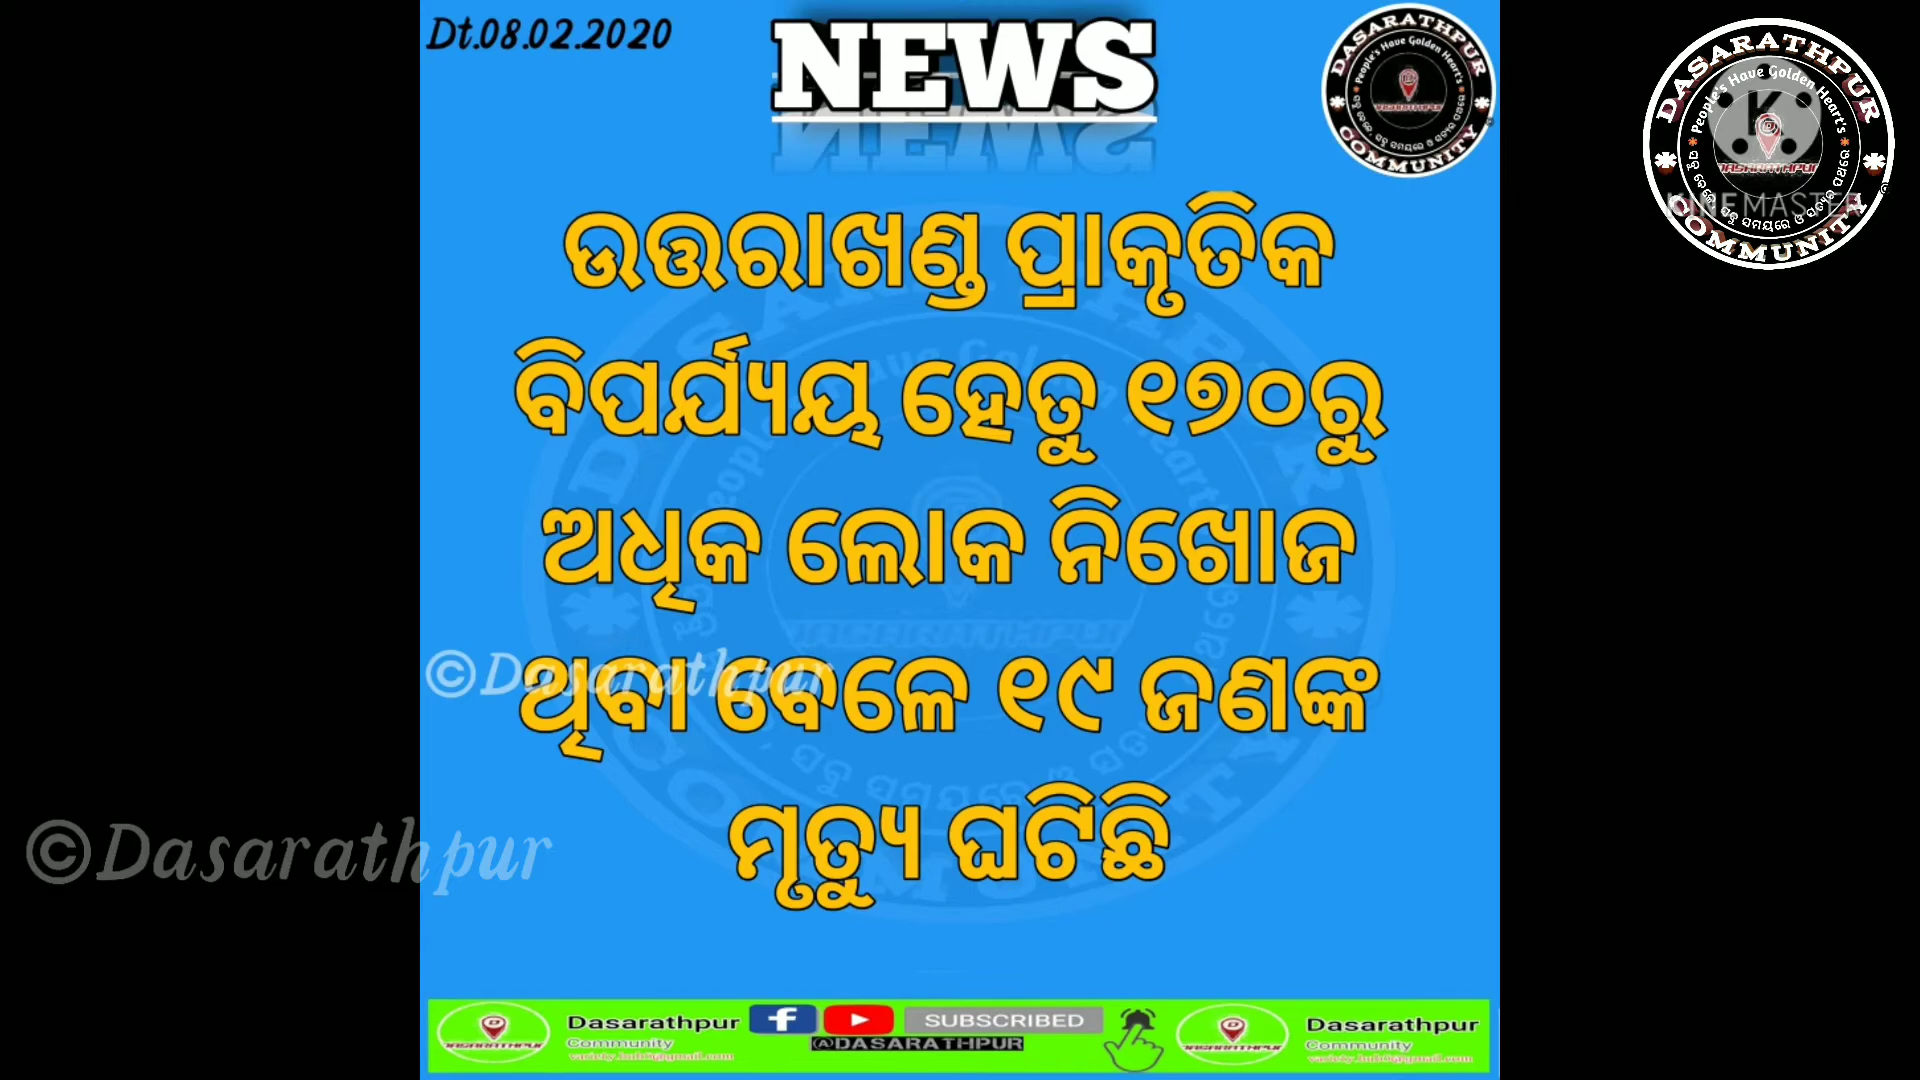 Dt.08.02.2020
NEWS
DASARATHPUR
People's Have Golden Heart's
COMMUNITY
DASARATHPUR
People's Have Golden Heart's
KINEMASTER
COMMUNITY
ଉତ୍ତରାଖଣ୍ଡ ପ୍ରାକୃତିକ
ବିପର୍ଯ୍ୟୟ ହେତୁ ୧୭୦ରୁ
ଅଧିକ ଲୋକ ନିଖୋଜ
ଥିବା ବେଳେ ୧୯ ଜଣଙ୍କ
ମୃତ୍ୟୁ ଘଟିଛି
©Dasarathpur
©Dasarathpur
Dasarathpur
Community
SUBSCRIBED
@DASARATHPUR
Dasarathpur
Community